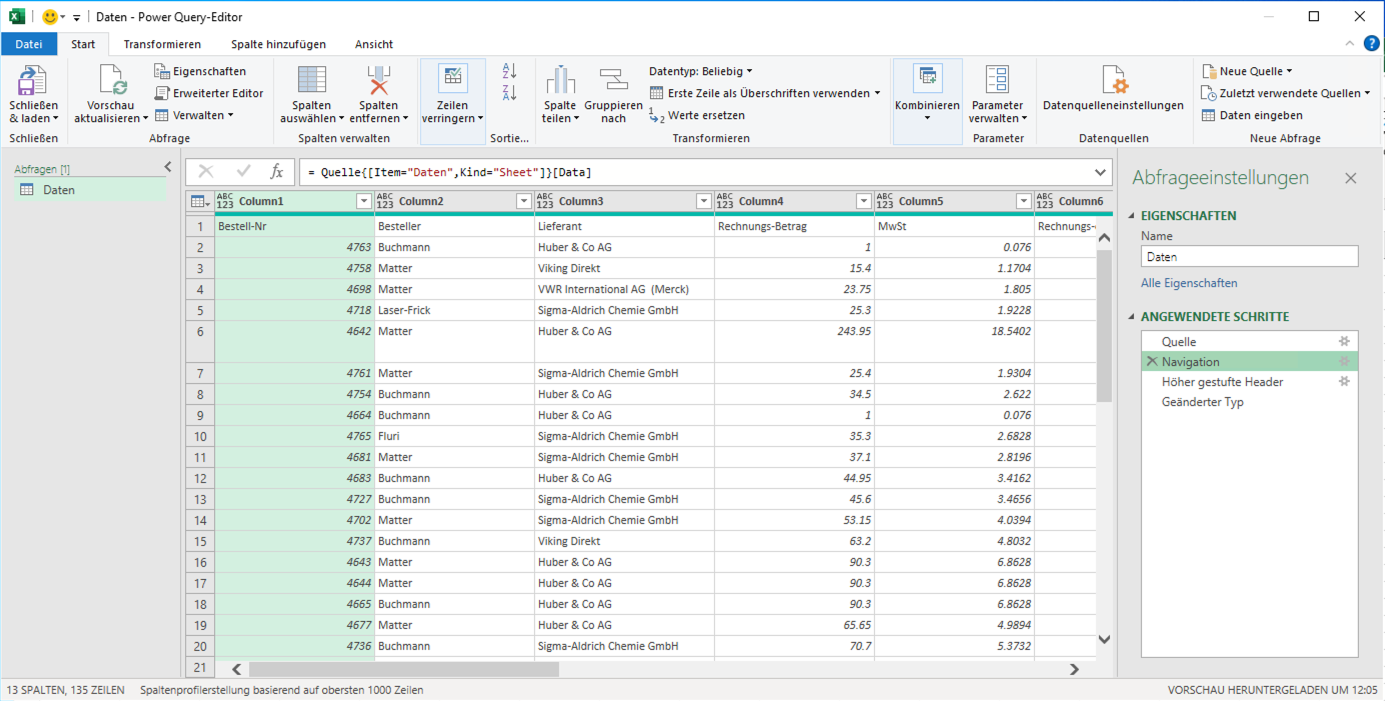 Daten - Power Query-Editor
Datei Start Transformieren Spalte hinzufügen Ansicht
Schließen & laden
Schließen
Vorschau aktualisieren
Eigenschaften
Erweiterter Editor
Verwalten
Abfrage
Spalten auswählen
Spalten entfernen
Spalten verwalten
Zeilen verringern
Sortie...
Spalte teilen
Gruppieren nach
Datentyp: Beliebig
Erste Zeile als Überschriften verwenden
Werte ersetzen
Transformieren
Kombinieren
Parameter verwalten
Parameter
Datenquelleneinstellungen
Datenquellen
Neue Quelle
Zuletzt verwendete Quellen
Daten eingeben
Neue Abfrage
Abfragen [1]
Daten
= Quelle{[Item="Daten",Kind="Sheet"]}[Data]
ABC 123 Column1 ABC 123 Column2 ABC 123 Column3 ABC 123 Column4 ABC 123 Column5 ABC 123 Column6
1 Bestell-Nr Besteller Lieferant Rechnungs-Betrag MwSt Rechnungs-
2 4763 Buchmann Huber & Co AG 1 0.076
3 4758 Matter Viking Direkt 15.4 1.1704
4 4698 Matter VWR International AG (Merck) 23.75 1.805
5 4718 Laser-Frick Sigma-Aldrich Chemie GmbH 25.3 1.9228
6 4642 Matter Huber & Co AG 243.95 18.5402
7 4761 Matter Sigma-Aldrich Chemie GmbH 25.4 1.9304
8 4754 Buchmann Huber & Co AG 34.5 2.622
9 4664 Buchmann Huber & Co AG 1 0.076
10 4765 Fluri Sigma-Aldrich Chemie GmbH 35.3 2.6828
11 4681 Matter Sigma-Aldrich Chemie GmbH 37.1 2.8196
12 4683 Buchmann Huber & Co AG 44.95 3.4162
13 4727 Buchmann Sigma-Aldrich Chemie GmbH 45.6 3.4656
14 4702 Matter Sigma-Aldrich Chemie GmbH 53.15 4.0394
15 4737 Buchmann Viking Direkt 63.2 4.8032
16 4643 Matter Huber & Co AG 90.3 6.8628
17 4644 Matter Huber & Co AG 90.3 6.8628
18 4665 Buchmann Huber & Co AG 90.3 6.8628
19 4677 Matter Huber & Co AG 65.65 4.9894
20 4736 Buchmann Sigma-Aldrich Chemie GmbH 70.7 5.3732
21
Abfrageeinstellungen
EIGENSCHAFTEN
Name
Daten
Alle Eigenschaften
ANGEWENDETE SCHRITTE
Quelle
Navigation
Höher gestufte Header
Geänderter Typ
13 SPALTEN, 135 ZEILEN Spaltenprofilerstellung basierend auf obersten 1000 Zeilen VORSCHAU HERUNTERGELADEN UM 12:05